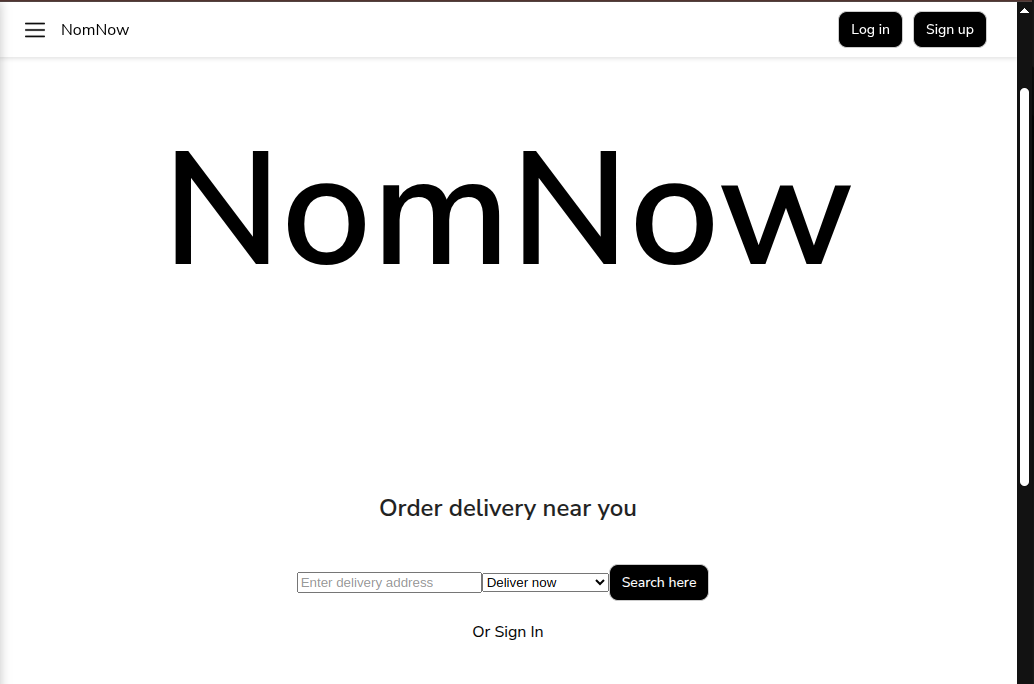 NomNow
Log in
Sign up
NomNow
Order delivery near you
Enter delivery address
Deliver now
Search here
Or Sign In